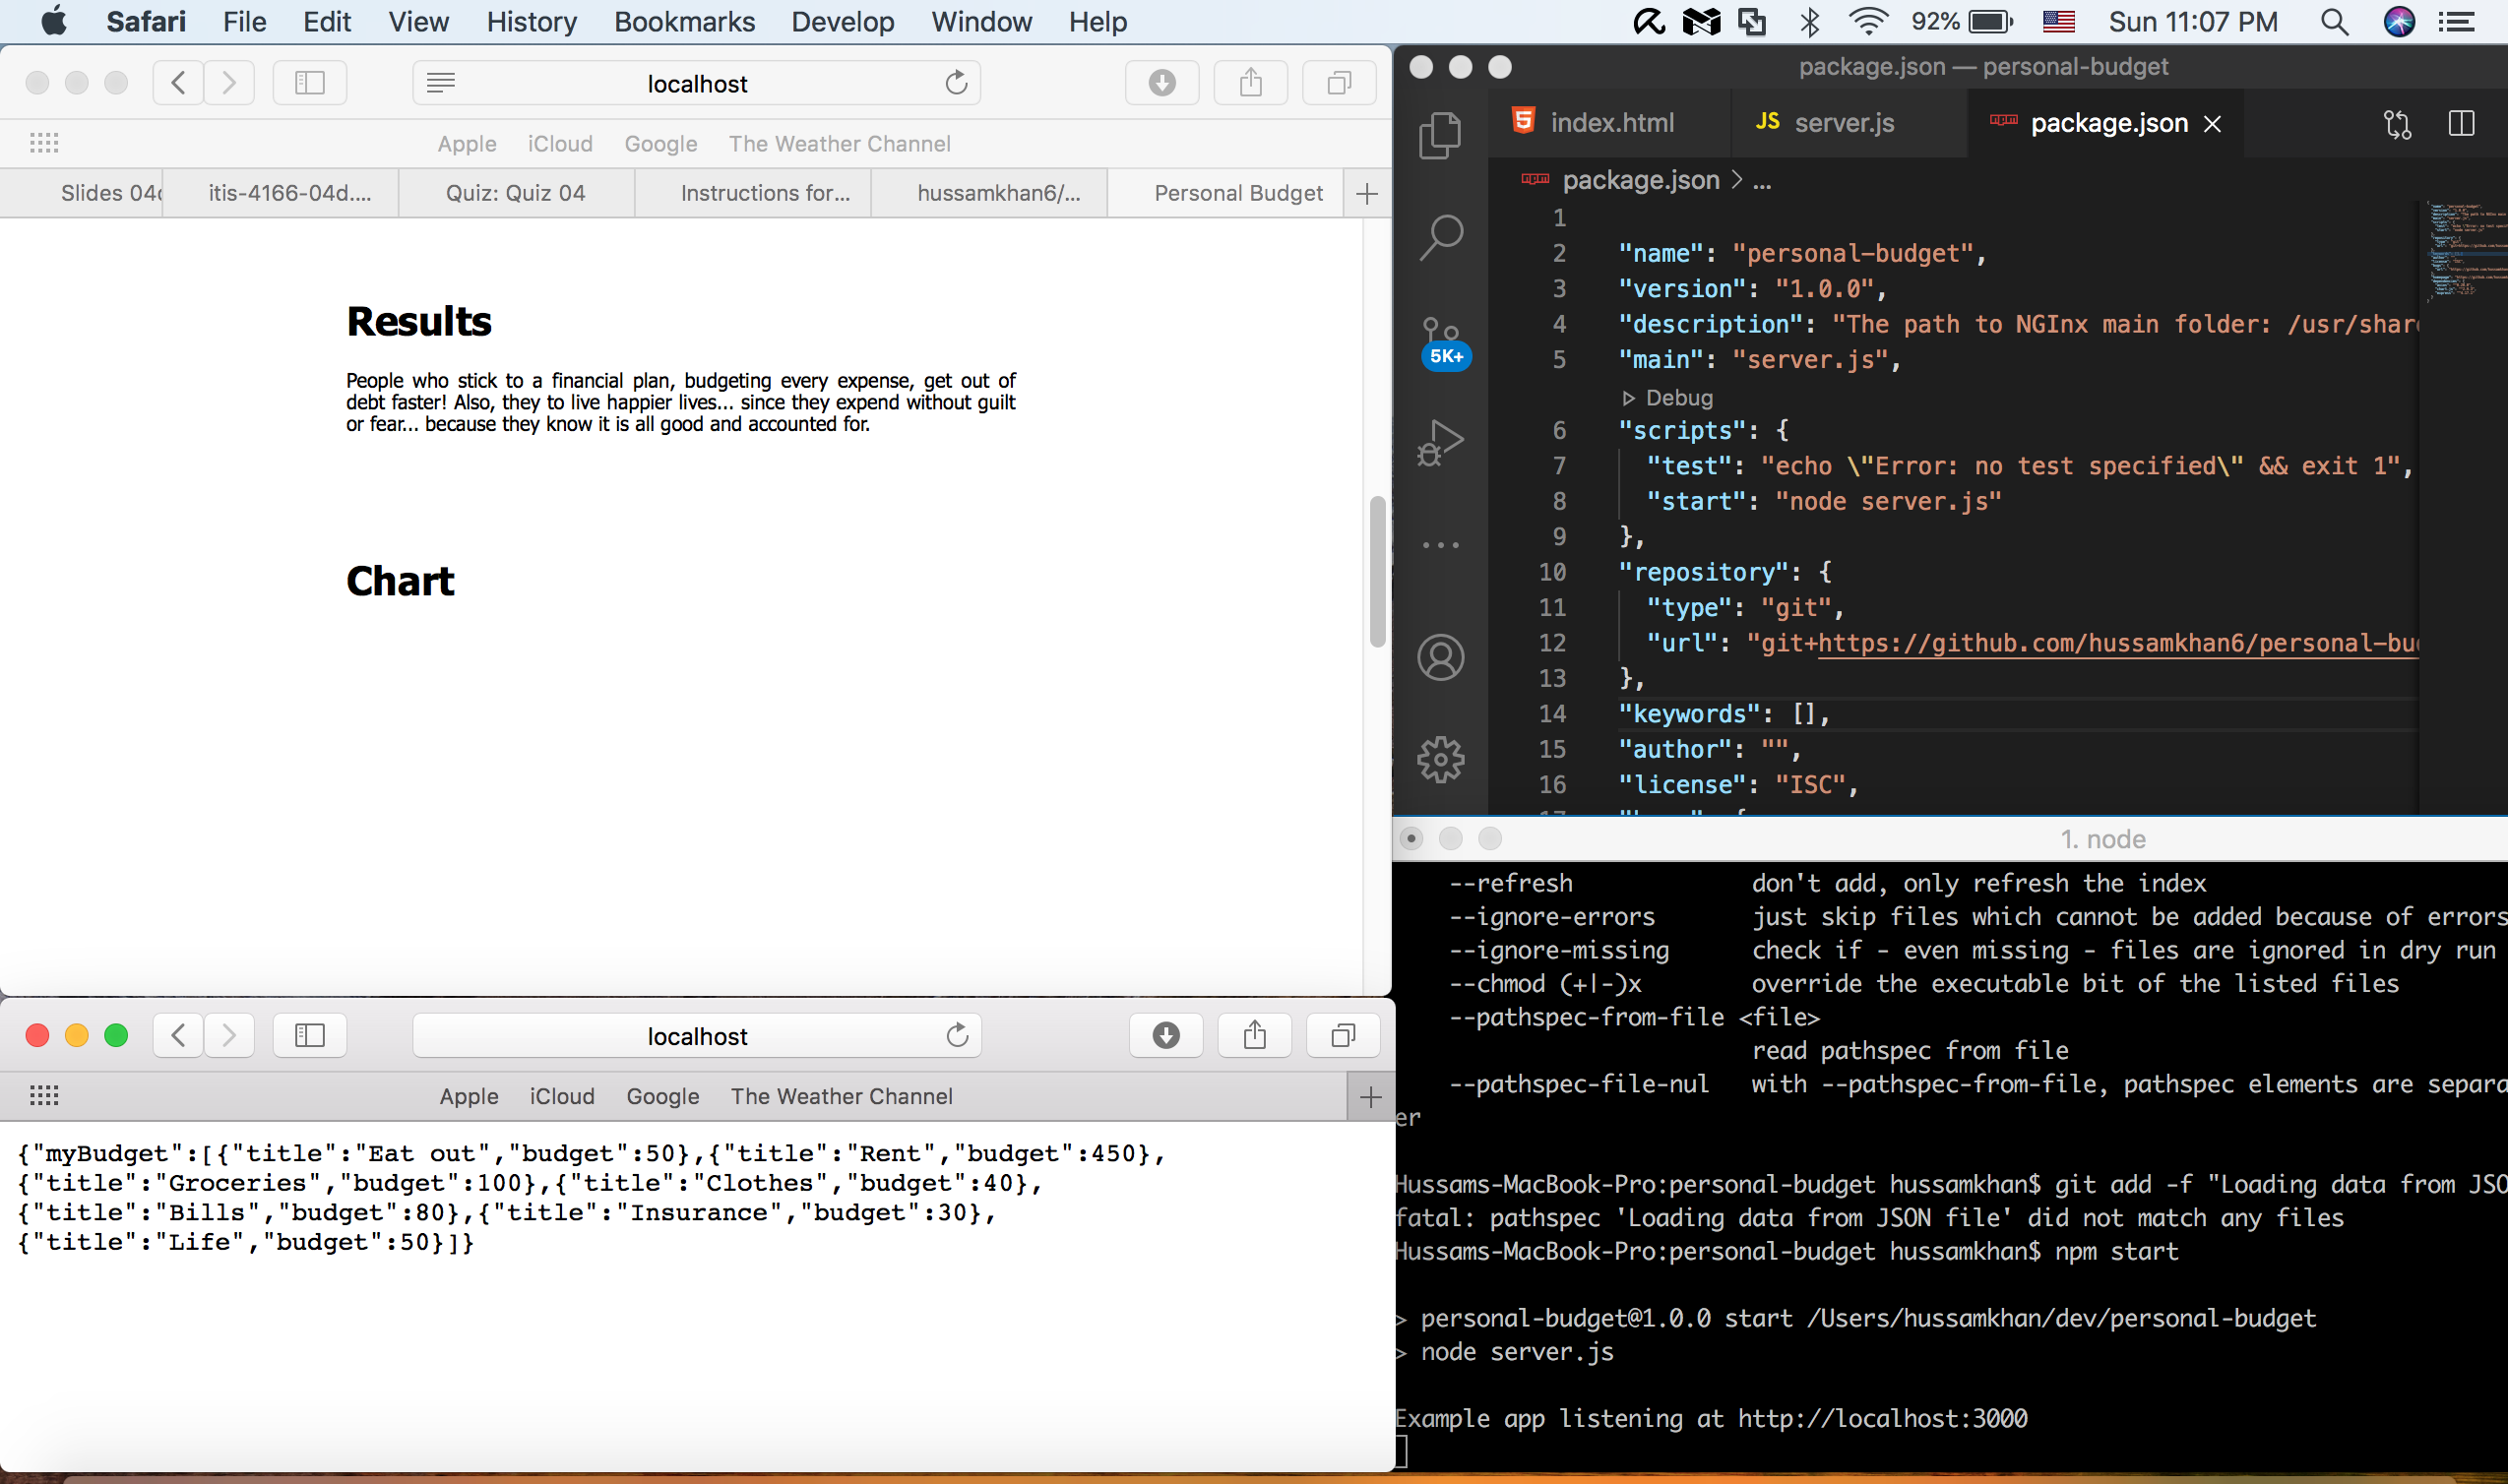 Safari File Edit View History Bookmarks Develop Window Help 92% Sun 11:07 PM
localhost
Apple iCloud Google The Weather Channel
Slides 04 itis-4166-04d.... Quiz: Quiz 04 Instructions for... hussamkhan6/... Personal Budget
Results
People who stick to a financial plan, budgeting every expense, get out of
debt faster! Also, they to live happier lives... since they expend without guilt
or fear... because they know it is all good and accounted for.
Chart
localhost
Apple iCloud Google The Weather Channel
{"myBudget":[{"title":"Eat out","budget":50},{"title":"Rent","budget":450},
{"title":"Groceries","budget":100},{"title":"Clothes","budget":40},
{"title":"Bills","budget":80},{"title":"Insurance","budget":30},
{"title":"Life","budget":50}]}
package.json — personal-budget
index.html JS server.js package.json
package.json > ...
5K+
1
2 "name": "personal-budget",
3 "version": "1.0.0",
4 "description": "The path to NGInx main folder: /usr/shar
5 "main": "server.js",
Debug
6 "scripts": {
7 "test": "echo \"Error: no test specified\" && exit 1",
8 "start": "node server.js"
9 },
10 "repository": {
11 "type": "git",
12 "url": "git+https://github.com/hussamkhan6/personal-bu
13 },
14 "keywords": [],
15 "author": "",
16 "license": "ISC",
1. node
--refresh don't add, only refresh the index
--ignore-errors just skip files which cannot be added because of errors
--ignore-missing check if - even missing - files are ignored in dry run
--chmod (+|-)x override the executable bit of the listed files
--pathspec-from-file <file>
read pathspec from file
--pathspec-file-nul with --pathspec-from-file, pathspec elements are separa
er
Hussams-MacBook-Pro:personal-budget hussamkhan$ git add -f "Loading data from JSO
fatal: pathspec 'Loading data from JSON file' did not match any files
Hussams-MacBook-Pro:personal-budget hussamkhan$ npm start
> personal-budget@1.0.0 start /Users/hussamkhan/dev/personal-budget
> node server.js
Example app listening at http://localhost:3000